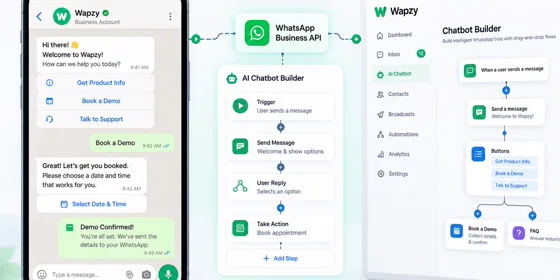 Wapzy
Business Account
Hi there! 👋
Welcome to Wapzy!
How can we help you today?
9:41 AM
Get Product Info
Book a Demo
Talk to Support
Book a Demo
9:42 AM
Great! Let's get you booked.
Please choose a date and time
that works for you.
9:42 AM
Select Date & Time
Demo Confirmed!
You're all set. We've sent the
details to your WhatsApp.
9:43 AM
Type a message...
WhatsApp
Business API
AI Chatbot Builder
Trigger
User sends a message
Send Message
Welcome & show options
User Reply
Selects an option
Take Action
Book appointment
+ Add Step
Wapzy
Dashboard
Inbox
12
AI Chatbot
Contacts
Broadcasts
Automations
Analytics
Settings
Chatbot Builder
Build intelligent WhatsApp bots with drag-and-drop flows
When a user sends a message
Send a message
Welcome to Wapzy!
Buttons
Get Product Info
Book a Demo
Talk to Support
Book a Demo
Collect details
& confirm.
FAQ
Answer instant